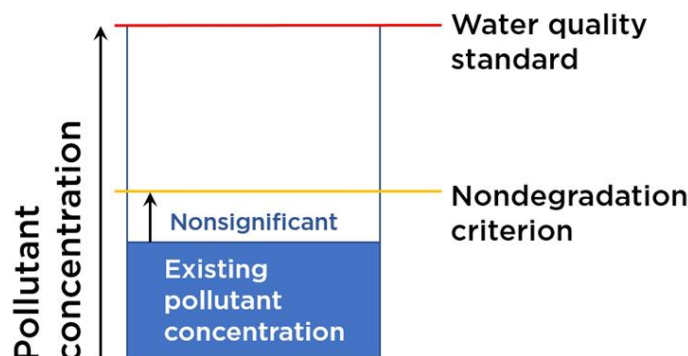 Water quality
standard
Nondegradation
criterion
Nonsignificant
Existing
pollutant
concentration
Pollutant
concentration